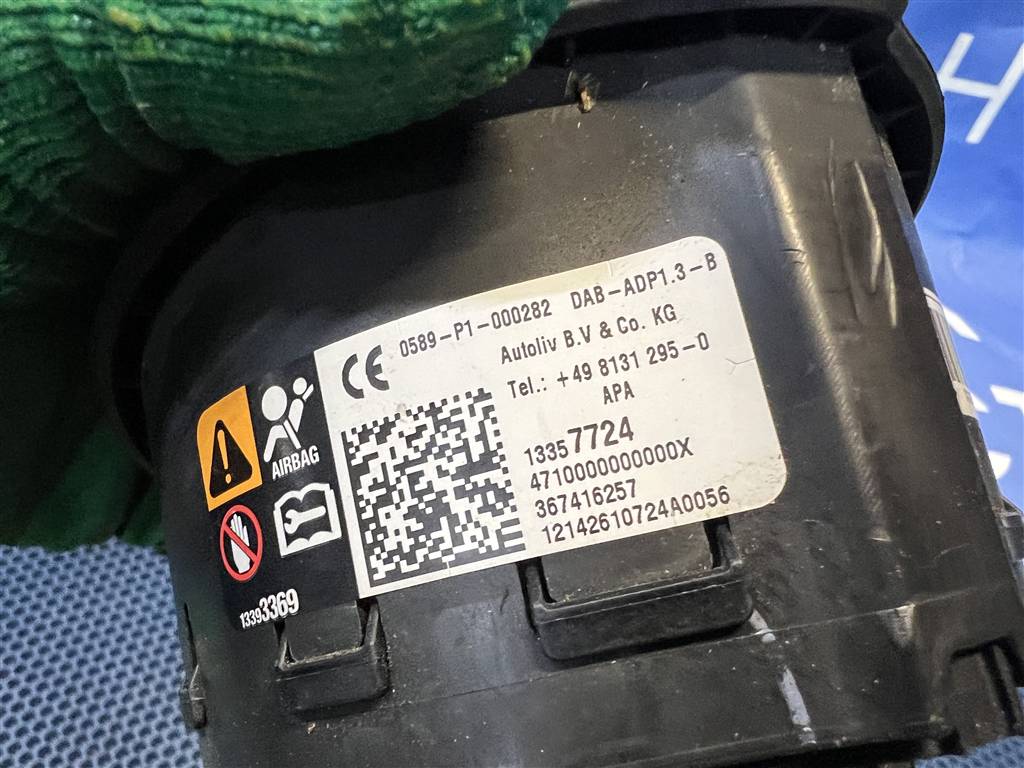 CE 0589-P1-000282 DAB-ADP1.3-B
Autoliv B.V & Co. KG
Tel.: +49 8131 295-0
APA
13357724
4710000000000X
367416257
12142610724A0056
AIRBAG
13393369